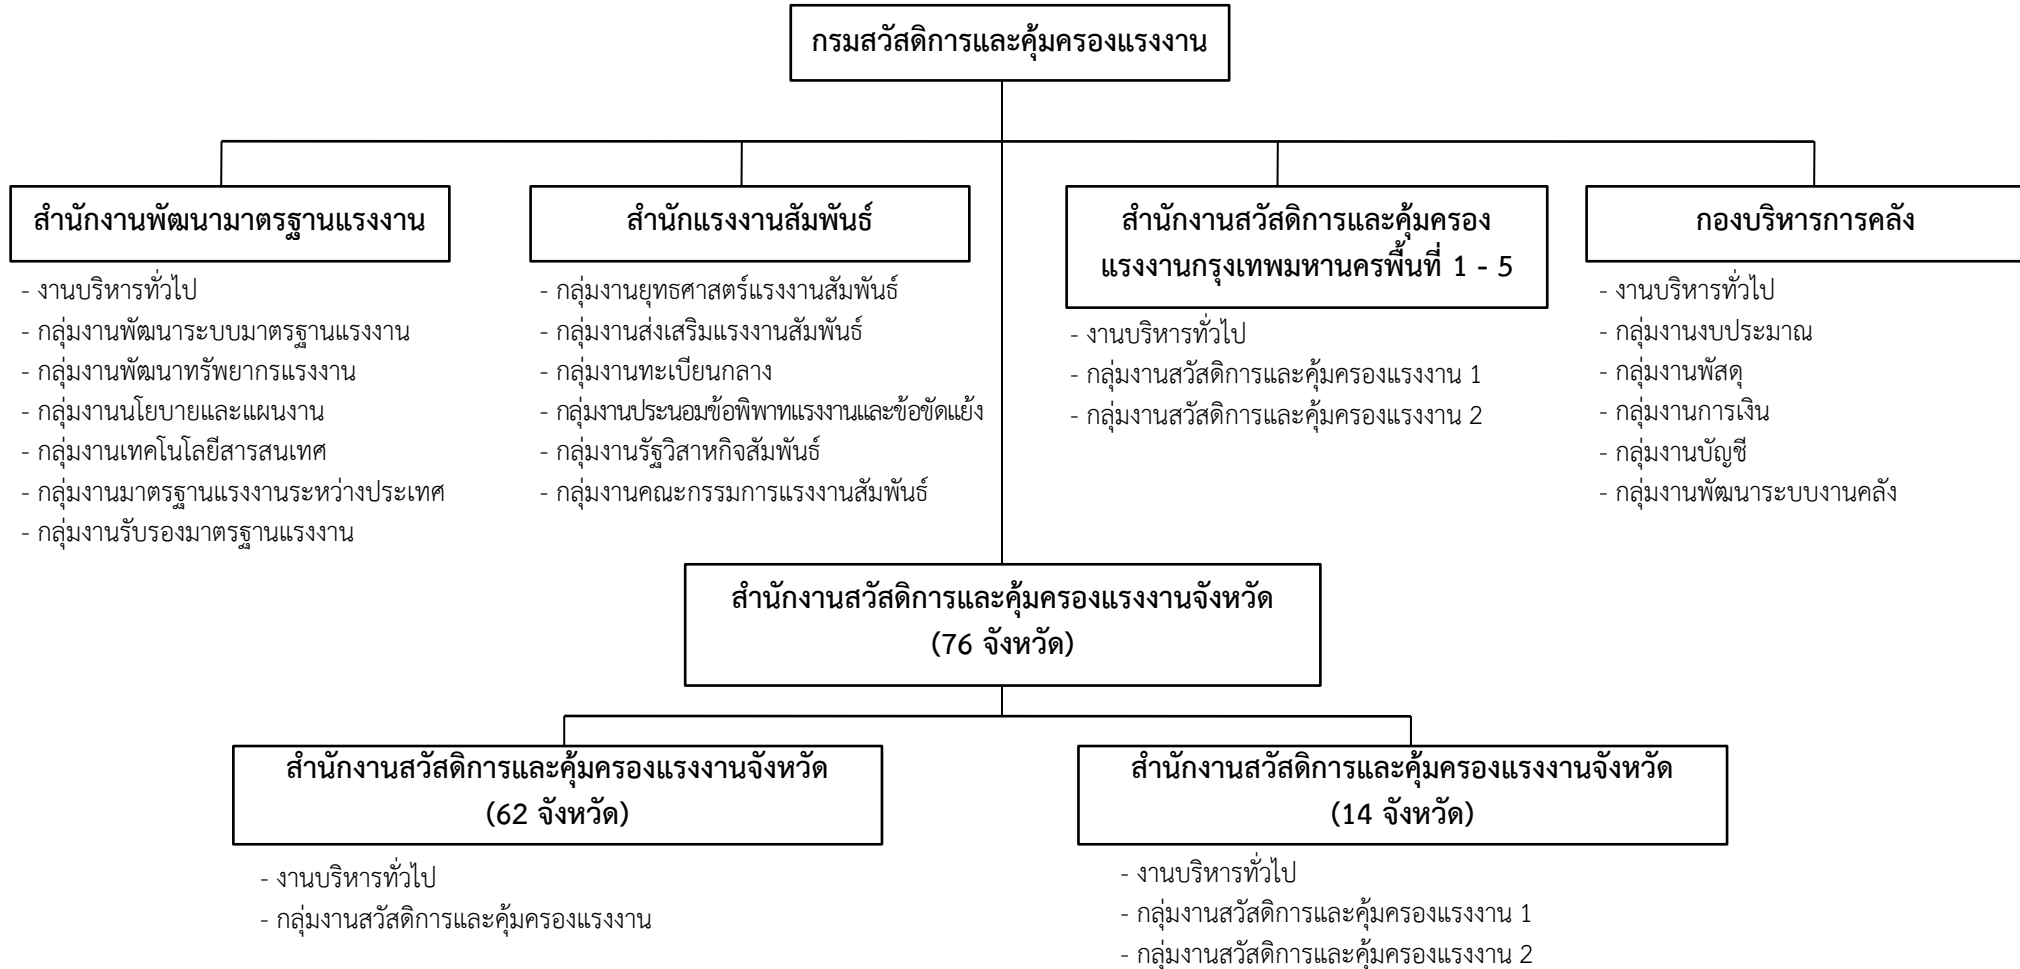 กรมสวัสดิการและคุ้มครองแรงงาน
สำนักงานพัฒนามาตรฐานแรงงาน
- งานบริหารทั่วไป
- กลุ่มงานพัฒนาระบบมาตรฐานแรงงาน
- กลุ่มงานพัฒนาทรัพยากรแรงงาน
- กลุ่มงานนโยบายและแผนงาน
- กลุ่มงานเทคโนโลยีสารสนเทศ
- กลุ่มงานมาตรฐานแรงงานระหว่างประเทศ
- กลุ่มงานรับรองมาตรฐานแรงงาน
สำนักแรงงานสัมพันธ์
- กลุ่มงานยุทธศาสตร์แรงงานสัมพันธ์
- กลุ่มงานส่งเสริมแรงงานสัมพันธ์
- กลุ่มงานทะเบียนกลาง
- กลุ่มงานประนอมข้อพิพาทแรงงานและข้อขัดแย้ง
- กลุ่มงานรัฐวิสาหกิจสัมพันธ์
- กลุ่มงานคณะกรรมการแรงงานสัมพันธ์
สำนักงานสวัสดิการและคุ้มครอง
แรงงานกรุงเทพมหานครพื้นที่ 1 - 5
- งานบริหารทั่วไป
- กลุ่มงานสวัสดิการและคุ้มครองแรงงาน 1
- กลุ่มงานสวัสดิการและคุ้มครองแรงงาน 2
กองบริหารการคลัง
- งานบริหารทั่วไป
- กลุ่มงานงบประมาณ
- กลุ่มงานพัสดุ
- กลุ่มงานการเงิน
- กลุ่มงานบัญชี
- กลุ่มงานพัฒนาระบบงานคลัง
สำนักงานสวัสดิการและคุ้มครองแรงงานจังหวัด
(76 จังหวัด)
สำนักงานสวัสดิการและคุ้มครองแรงงานจังหวัด
(62 จังหวัด)
- งานบริหารทั่วไป
- กลุ่มงานสวัสดิการและคุ้มครองแรงงาน
สำนักงานสวัสดิการและคุ้มครองแรงงานจังหวัด
(14 จังหวัด)
- งานบริหารทั่วไป
- กลุ่มงานสวัสดิการและคุ้มครองแรงงาน 1
- กลุ่มงานสวัสดิการและคุ้มครองแรงงาน 2